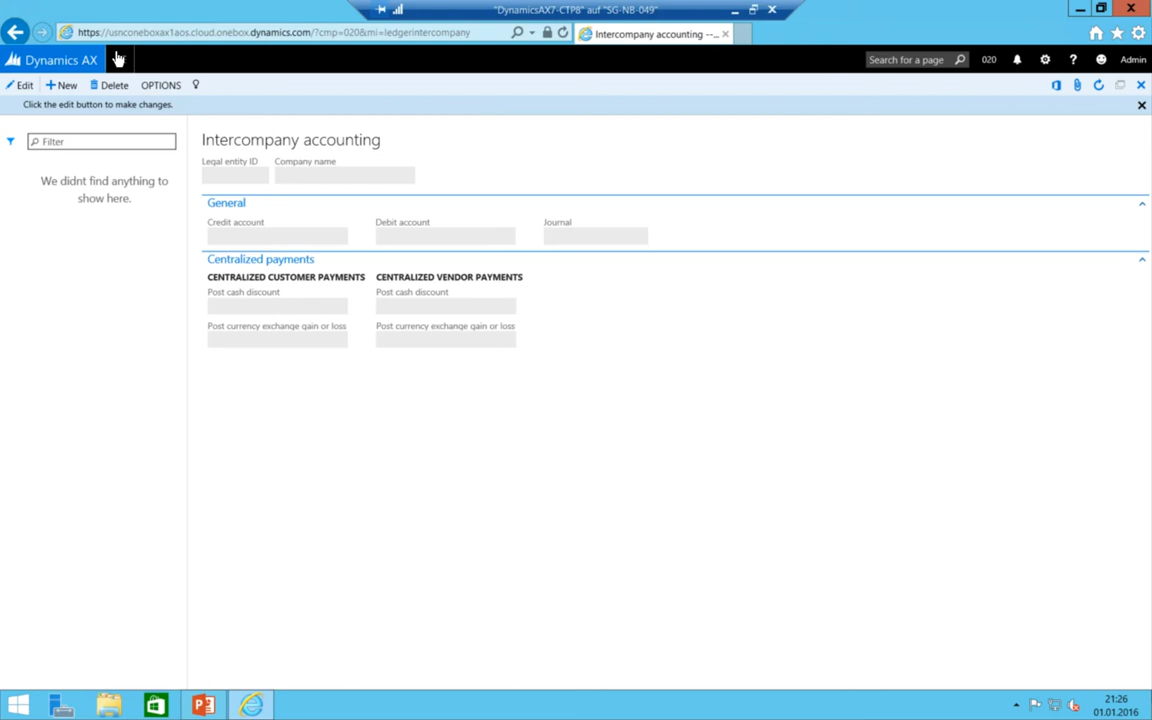 "DynamicsAX7-CTP8" auf "SG-NB-049"
https://usnconeboxax1aos.cloud.onebox.dynamics.com/?cmp=020&mi=ledgerintercompany
Intercompany accounting --...
Dynamics AX
Search for a page
020
Admin
Edit
New
Delete
OPTIONS
Click the edit button to make changes.
Filter
We didnt find anything to
show here.
Intercompany accounting
Legal entity ID
Company name
General
Credit account
Debit account
Journal
Centralized payments
CENTRALIZED CUSTOMER PAYMENTS
CENTRALIZED VENDOR PAYMENTS
Post cash discount
Post cash discount
Post currency exchange gain or loss
Post currency exchange gain or loss
21:26
01.01.2016